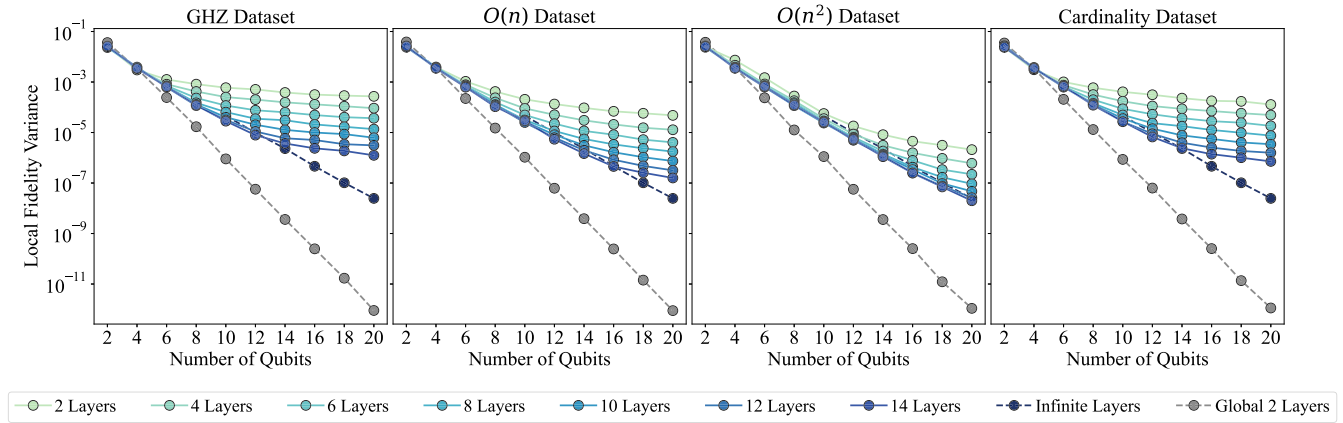 GHZ Dataset
O(n) Dataset
O(n²) Dataset
Cardinality Dataset
Local Fidelity Variance
10⁻¹
10⁻³
10⁻⁵
10⁻⁷
10⁻⁹
10⁻¹¹
2 4 6 8 10 12 14 16 18 20
2 4 6 8 10 12 14 16 18 20
2 4 6 8 10 12 14 16 18 20
2 4 6 8 10 12 14 16 18 20
Number of Qubits
Number of Qubits
Number of Qubits
Number of Qubits
2 Layers
4 Layers
6 Layers
8 Layers
10 Layers
12 Layers
14 Layers
Infinite Layers
Global 2 Layers